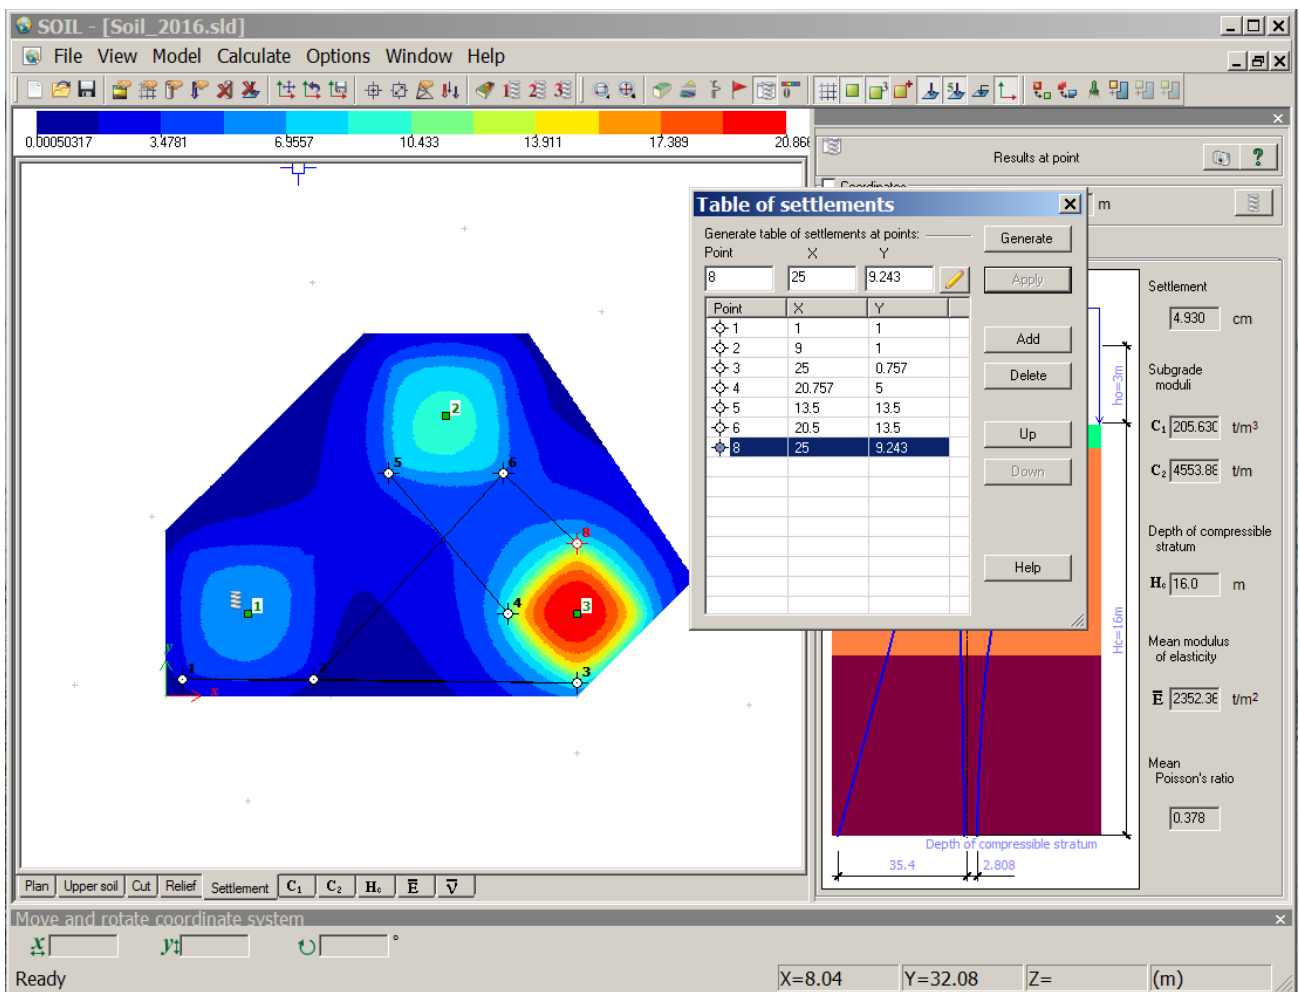 SOIL - [Soil_2016.sld]
File View Model Calculate Options Window Help
0.00050317 3.4781 6.9557 10.433 13.911 17.389 20.866
Results at point
m
Table of settlements
Generate table of settlements at points:
Point X Y
8 25 9.243
Generate
Apply
Add
Delete
Up
Down
Help
Point X Y
1 1 1
2 9 1
3 25 0.757
4 20.757 5
5 13.5 13.5
6 20.5 13.5
8 25 9.243
Settlement
4.930 cm
Subgrade
moduli
C1 205.630 t/m3
C2 4553.88 t/m
Depth of compressible
stratum
Hc 16.0 m
Mean modulus
of elasticity
E 2352.36 t/m2
Mean
Poisson's ratio
0.378
ho=3m
Hc=16m
Depth of compressible stratum
35.4 2.808
2
5 6
8
1
4 3
1 2 3
y
x
Plan Upper soil Cut Relief Settlement C1 C2 Hc E V
Move and rotate coordinate system
x y °
Ready X=8.04 Y=32.08 Z= (m)